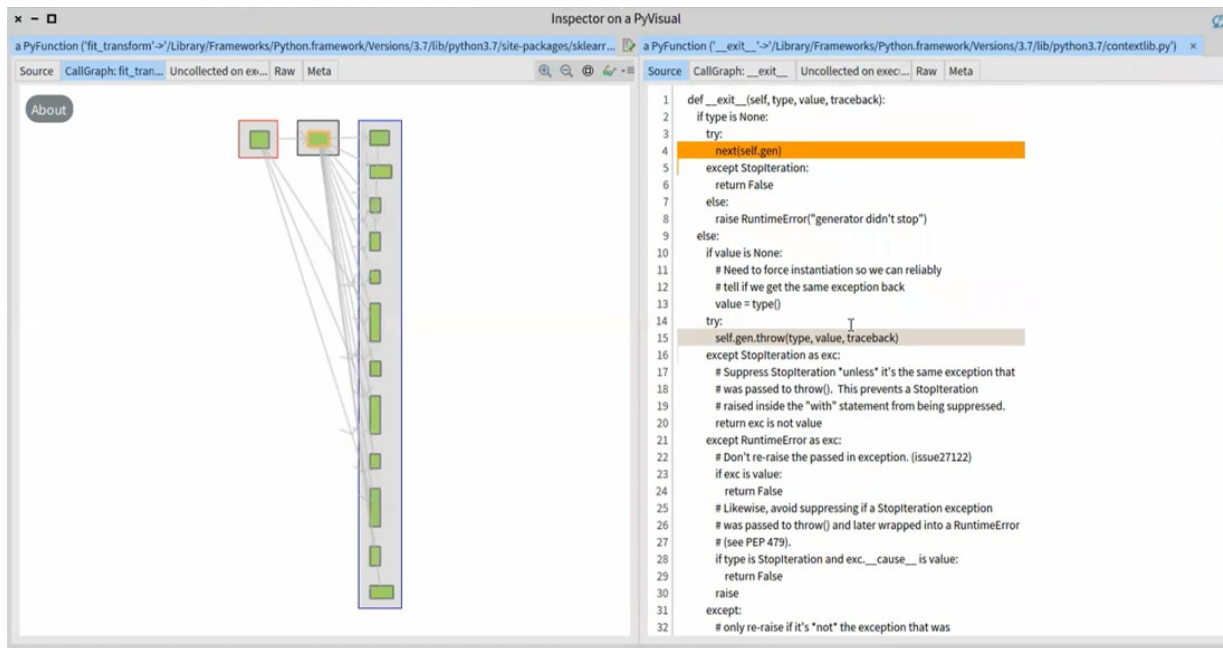 Inspector on a PyVisual
a PyFunction ('fit_transform'->'/Library/Frameworks/Python.framework/Versions/3.7/lib/python3.7/site-packages/sklearr...
a PyFunction ('__exit__'->'/Library/Frameworks/Python.framework/Versions/3.7/lib/python3.7/contextlib.py')
Source CallGraph: fit_tran... Uncollected on ex... Raw Meta
Source CallGraph: __exit__ Uncollected on execi... Raw Meta
About
1 def __exit__(self, type, value, traceback):
2 if type is None:
3 try:
4 next(self.gen)
5 except StopIteration:
6 return False
7 else:
8 raise RuntimeError("generator didn't stop")
9 else:
10 if value is None:
11 # Need to force instantiation so we can reliably
12 # tell if we get the same exception back
13 value = type()
14 try:
15 self.gen.throw(type, value, traceback)
16 except StopIteration as exc:
17 # Suppress StopIteration *unless* it's the same exception that
18 # was passed to throw(). This prevents a StopIteration
19 # raised inside the "with" statement from being suppressed.
20 return exc is not value
21 except RuntimeError as exc:
22 # Don't re-raise the passed in exception. (issue27122)
23 if exc is value:
24 return False
25 # Likewise, avoid suppressing if a StopIteration exception
26 # was passed to throw() and later wrapped into a RuntimeError
27 # (see PEP 479).
28 if type is StopIteration and exc.__cause__ is value:
29 return False
30 raise
31 except:
32 # only re-raise if it's *not* the exception that was